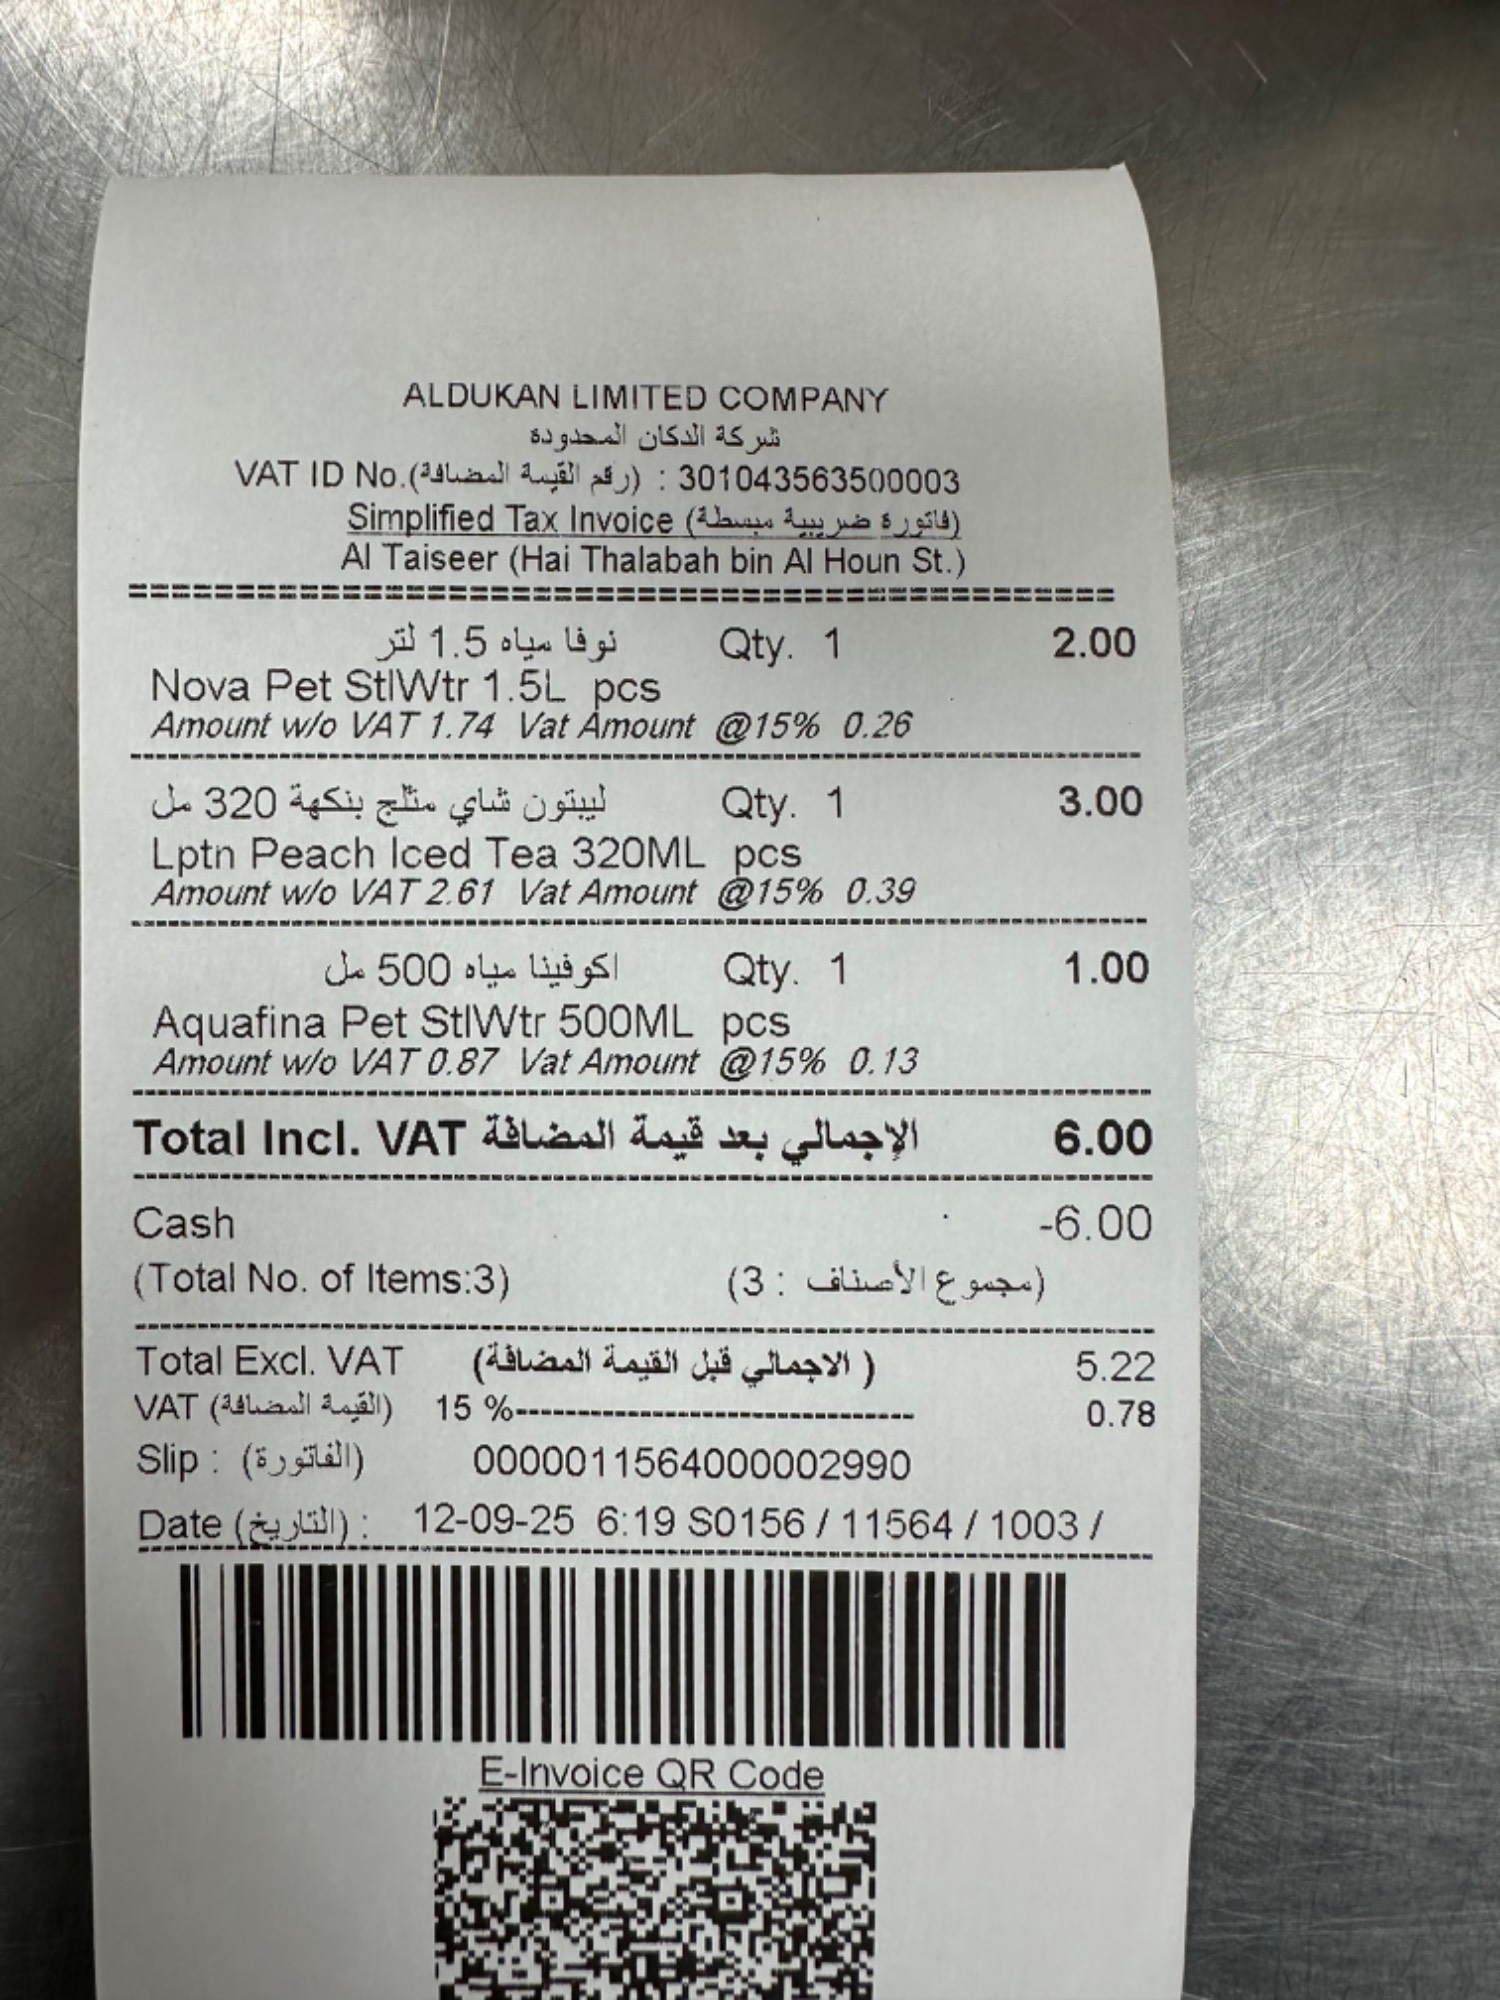 ALDUKAN LIMITED COMPANY
شركة الدكان المحدودة
VAT ID No.(رقم القيمة المضافة) : 301043563500003
Simplified Tax Invoice (فاتورة ضريبية مبسطة)
Al Taiseer (Hai Thalabah bin Al Houn St.)
نوفا مياه 1.5 لتر Qty. 1 2.00
Nova Pet StlWtr 1.5L pcs
Amount w/o VAT 1.74 Vat Amount @15% 0.26
ليبتون شاي مثلج بنكهة 320 مل Qty. 1 3.00
Lptn Peach Iced Tea 320ML pcs
Amount w/o VAT 2.61 Vat Amount @15% 0.39
اكوفينا مياه 500 مل Qty. 1 1.00
Aquafina Pet StlWtr 500ML pcs
Amount w/o VAT 0.87 Vat Amount @15% 0.13
Total Incl. VAT الإجمالي بعد قيمة المضافة 6.00
Cash -6.00
(Total No. of Items:3) (مجموع الأصناف : 3)
Total Excl. VAT (الاجمالي قبل القيمة المضافة ) 5.22
VAT (القيمة المضافة) 15 %--------------------------------- 0.78
Slip : (الفاتورة) 0000011564000002990
Date (التاريخ) : 12-09-25 6:19 S0156 / 11564 / 1003 /
E-Invoice QR Code